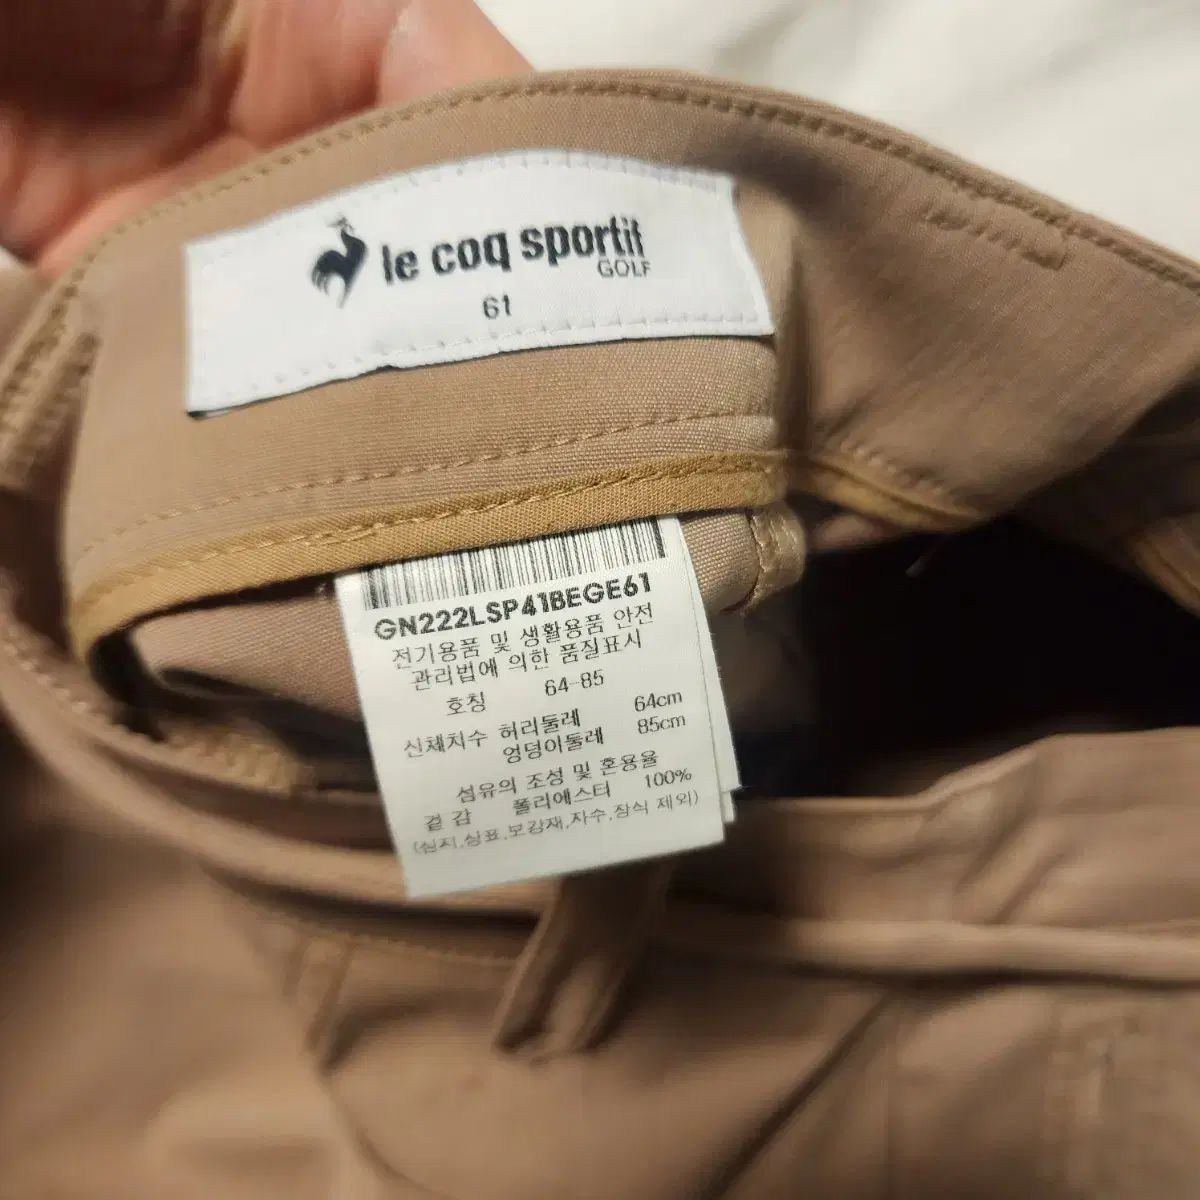 le coq sportif
GOLF
61
GN222LSP41BEGE61
전기용품 및 생활용품 안전
관리법에 의한 품질표시
호칭 64-85
신체치수 허리둘레 64cm
엉덩이둘레 85cm
섬유의 조성 및 혼용율
겉감 폴리에스터 100%
(심지,상표,보강재,자수,장식 제외)